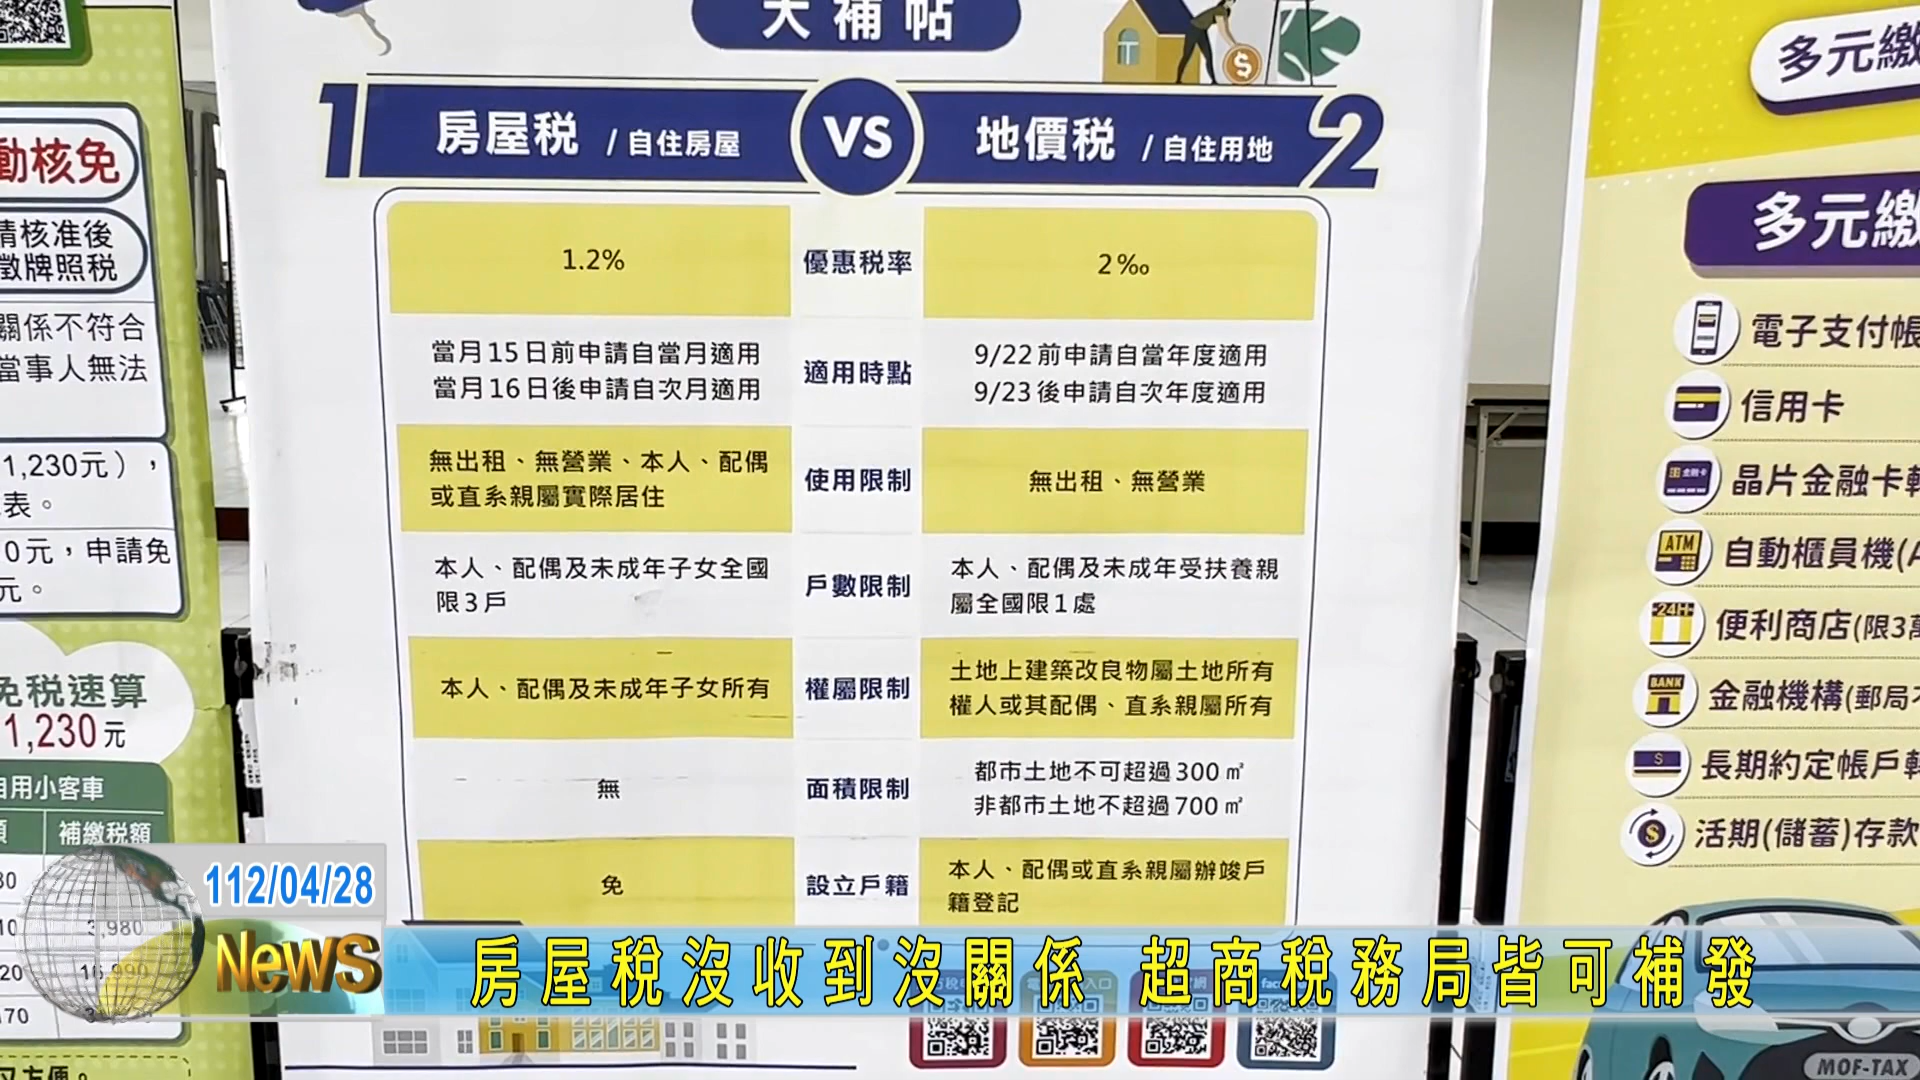 大補帖
1 房屋稅 / 自住房屋 VS 地價稅 / 自住用地 2
1.2% 優惠稅率 2‰
當月15日前申請自當月適用
當月16日後申請自次月適用
適用時點
9/22前申請自當年度適用
9/23後申請自次年度適用
無出租、無營業、本人、配偶
或直系親屬實際居住
使用限制
無出租、無營業
本人、配偶及未成年子女全國
限3戶
戶數限制
本人、配偶及未成年受扶養親
屬全國限1處
本人、配偶及未成年子女所有
權屬限制
土地上建築改良物屬土地所有
權人或其配偶、直系親屬所有
無
面積限制
都市土地不可超過300㎡
非都市土地不超過700㎡
免
設立戶籍
本人、配偶或直系親屬辦竣戶
籍登記
動核免
請核准後
徵牌照稅
關係不符合
當事人無法
1,230元），
表。
0元，申請免
元。
免稅速算
1,230元
自用小客車
額 補繳稅額
3,980
16,990
多元繳
多元繳
電子支付帳
信用卡
晶片金融卡轉
ATM 自動櫃員機(A
24H 便利商店(限3萬
BANK 金融機構(郵局不
長期約定帳戶轉
活期(儲蓄)存款
MOF-TAX
112/04/28
NewS
房屋稅沒收到沒關係 超商稅務局皆可補發